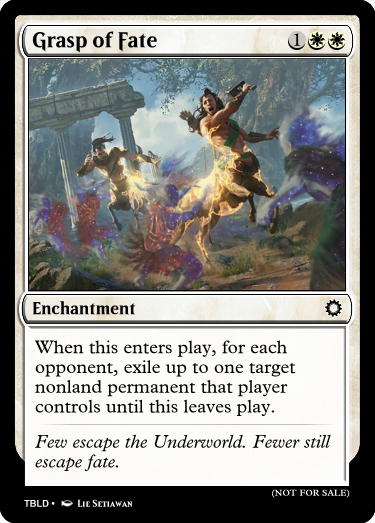 Grasp of Fate 1
Enchantment
When this enters play, for each
opponent, exile up to one target
nonland permanent that player
controls until this leaves play.
Few escape the Underworld. Fewer still
escape fate.
(NOT FOR SALE)
TBLD • Lie Setiawan